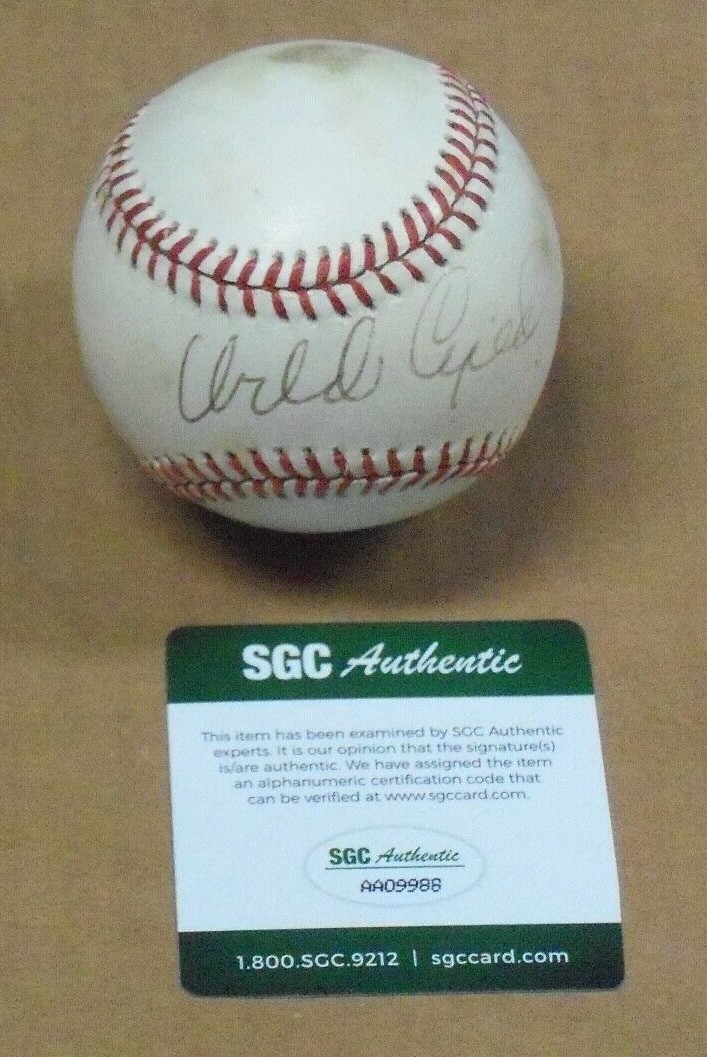 SGC Authentic
This item has been examined by SGC Authentic
experts. It is our opinion that the signature(s)
is/are authentic. We have assigned the item
an alphanumeric certification code that
can be verified at www.sgccard.com.
SGC Authentic
AA09988
1.800.SGC.9212 | sgccard.com